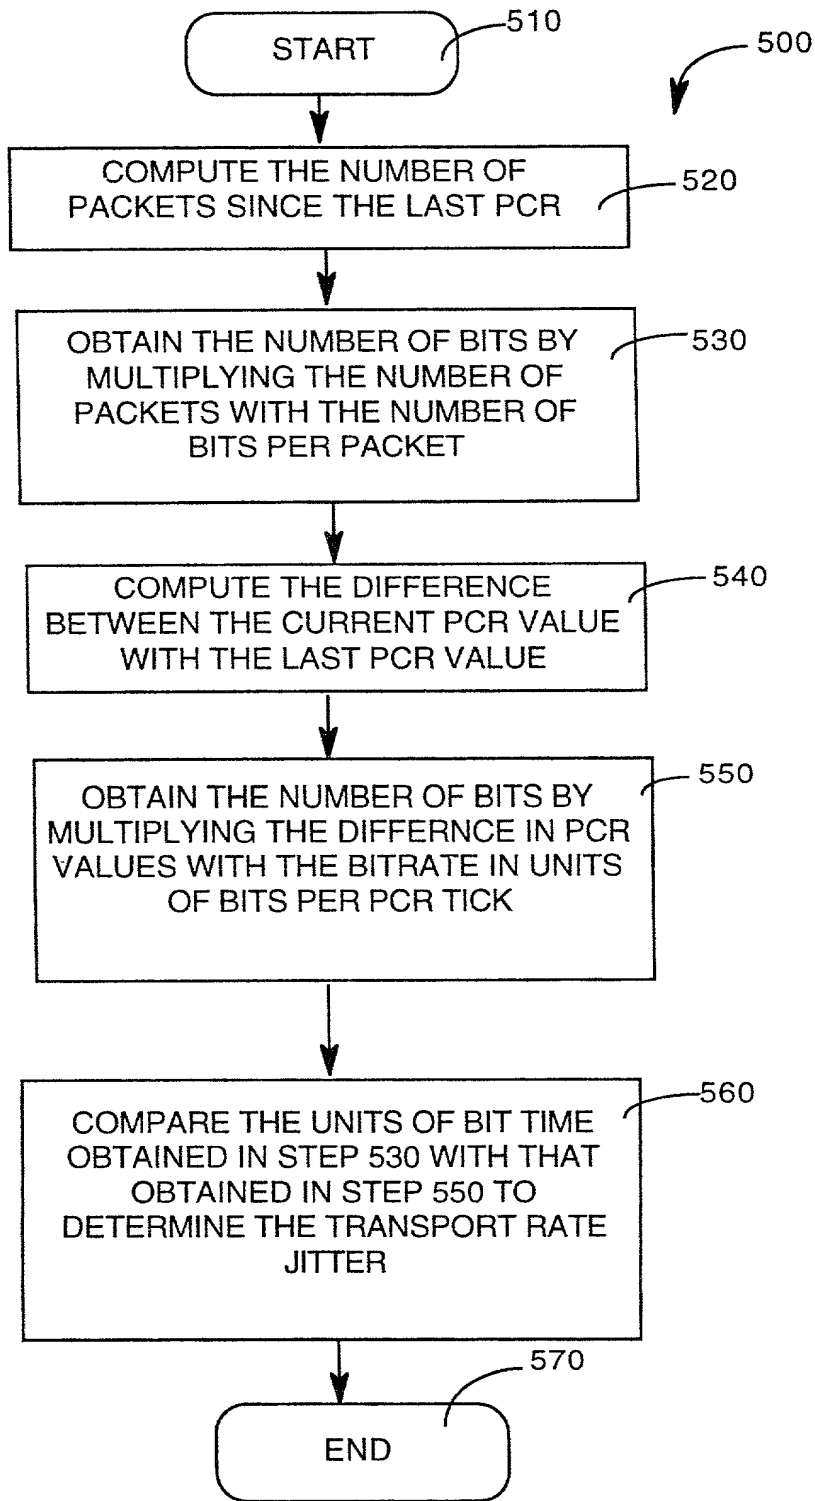 START
510
500
COMPUTE THE NUMBER OF
PACKETS SINCE THE LAST PCR
520
OBTAIN THE NUMBER OF BITS BY
MULTIPLYING THE NUMBER OF
PACKETS WITH THE NUMBER OF
BITS PER PACKET
530
COMPUTE THE DIFFERENCE
BETWEEN THE CURRENT PCR VALUE
WITH THE LAST PCR VALUE
540
OBTAIN THE NUMBER OF BITS BY
MULTIPLYING THE DIFFERNCE IN PCR
VALUES WITH THE BITRATE IN UNITS
OF BITS PER PCR TICK
550
COMPARE THE UNITS OF BIT TIME
OBTAINED IN STEP 530 WITH THAT
OBTAINED IN STEP 550 TO
DETERMINE THE TRANSPORT RATE
JITTER
560
END
570